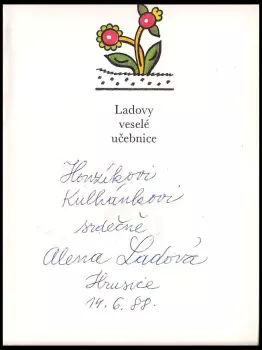 Ladovy
veselé
učebnice
Honzíkovi
Kulhánkovi
srdečně
Alena Ladová
Hrusice
14. 6. 88.